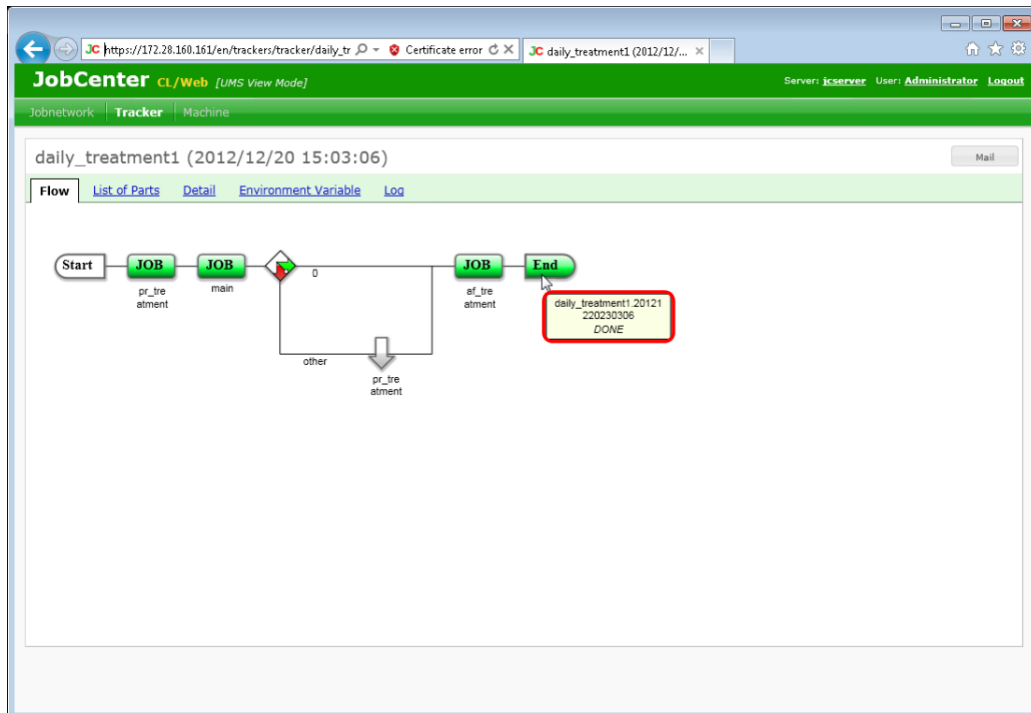 JC https://172.28.160.161/en/trackers/tracker/daily_tr Certificate error JC daily_treatment1 (2012/12/...
JobCenter CL/Web [UMS View Mode] Server: jcserver User: Administrator Logout
Jobnetwork Tracker Machine
daily_treatment1 (2012/12/20 15:03:06) Mail
Flow List of Parts Detail Environment Variable Log
Start JOB JOB 0 JOB End
pr_tre
atment
main
af_tre
atment
daily_treatment1.20121
220230306
DONE
other
pr_tre
atment